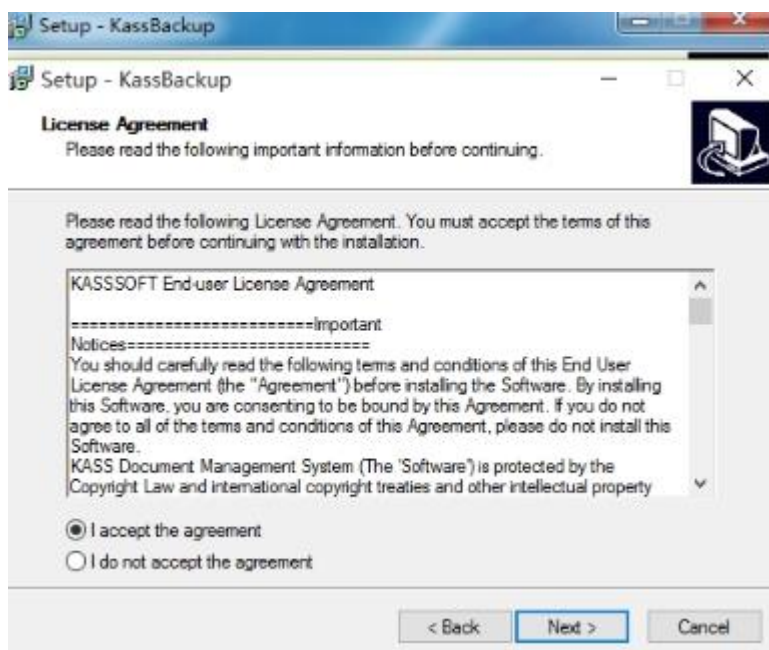 Setup - KassBackup
Setup - KassBackup
License Agreement
Please read the following important information before continuing.
Please read the following License Agreement. You must accept the terms of this
agreement before continuing with the installation.
KASSSOFT End-user License Agreement
==========================Important
Notices==========================
You should carefully read the following terms and conditions of this End User
License Agreement (the "Agreement") before installing the Software. By installing
this Software, you are consenting to be bound by this Agreement. If you do not
agree to all of the terms and conditions of this Agreement, please do not install this
Software.
KASS Document Management System (The 'Software') is protected by the
Copyright Law and international copyright treaties and other intellectual property
I accept the agreement
I do not accept the agreement
< Back
Next >
Cancel